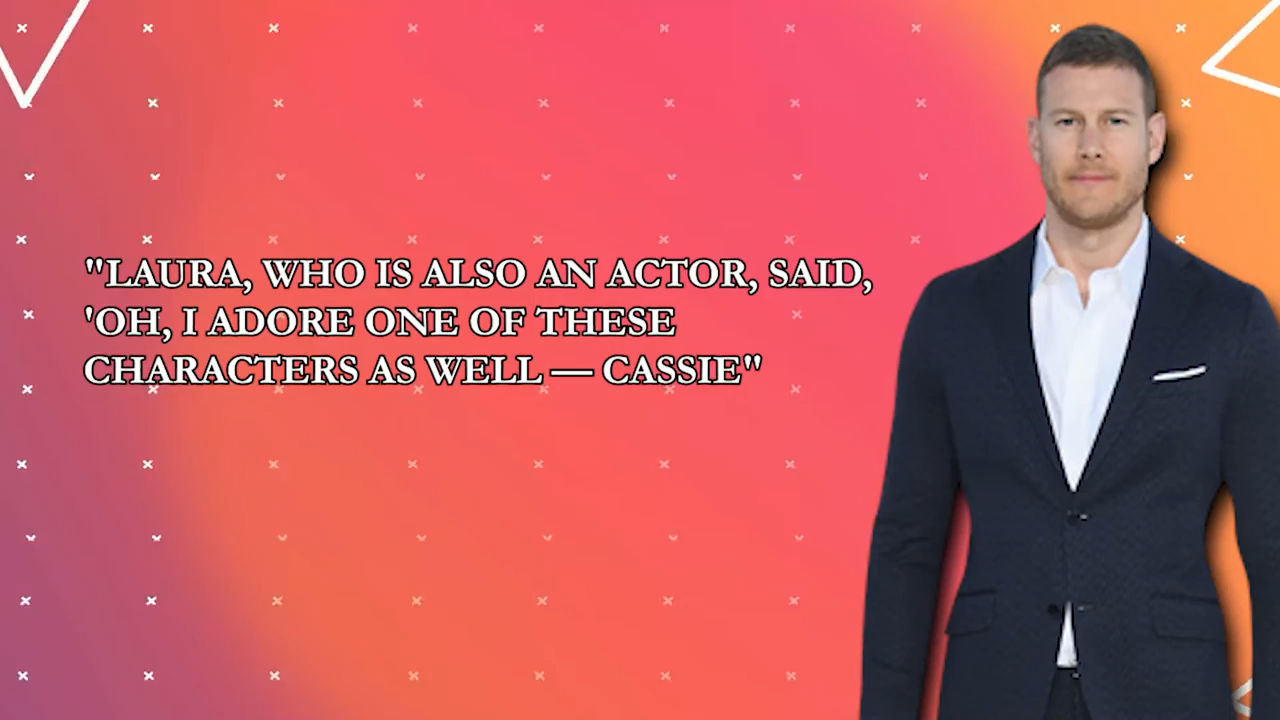 "LAURA, WHO IS ALSO AN ACTOR, SAID,
'OH, I ADORE ONE OF THESE
CHARACTERS AS WELL — CASSIE"